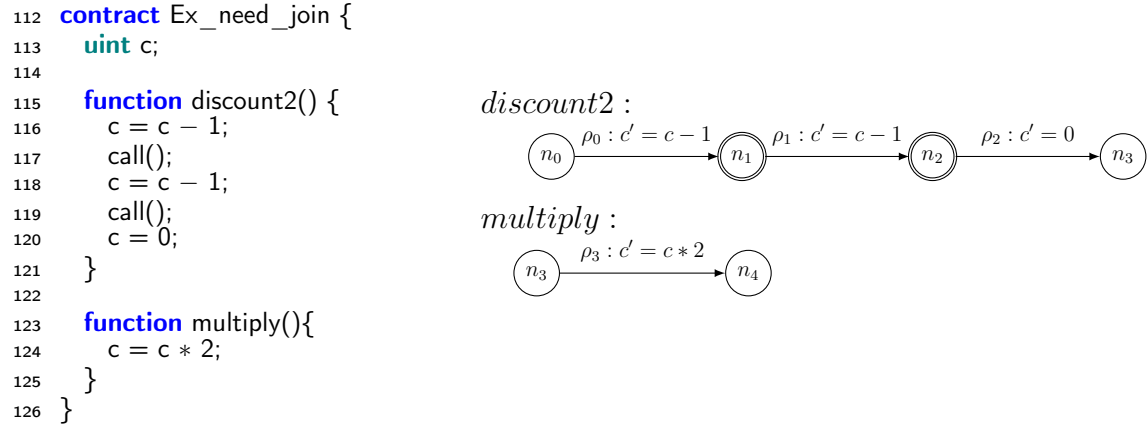 112 contract Ex_need_join {
113 uint c;
114
115 function discount2() {
116 c = c − 1;
117 call();
118 c = c − 1;
119 call();
120 c = 0;
121 }
122
123 function multiply(){
124 c = c ∗ 2;
125 }
126 }
discount2 :
n₀ ρ₀ : c′ = c − 1 n₁ ρ₁ : c′ = c − 1 n₂ ρ₂ : c′ = 0 n₃
multiply :
n₃ ρ₃ : c′ = c ∗ 2 n₄